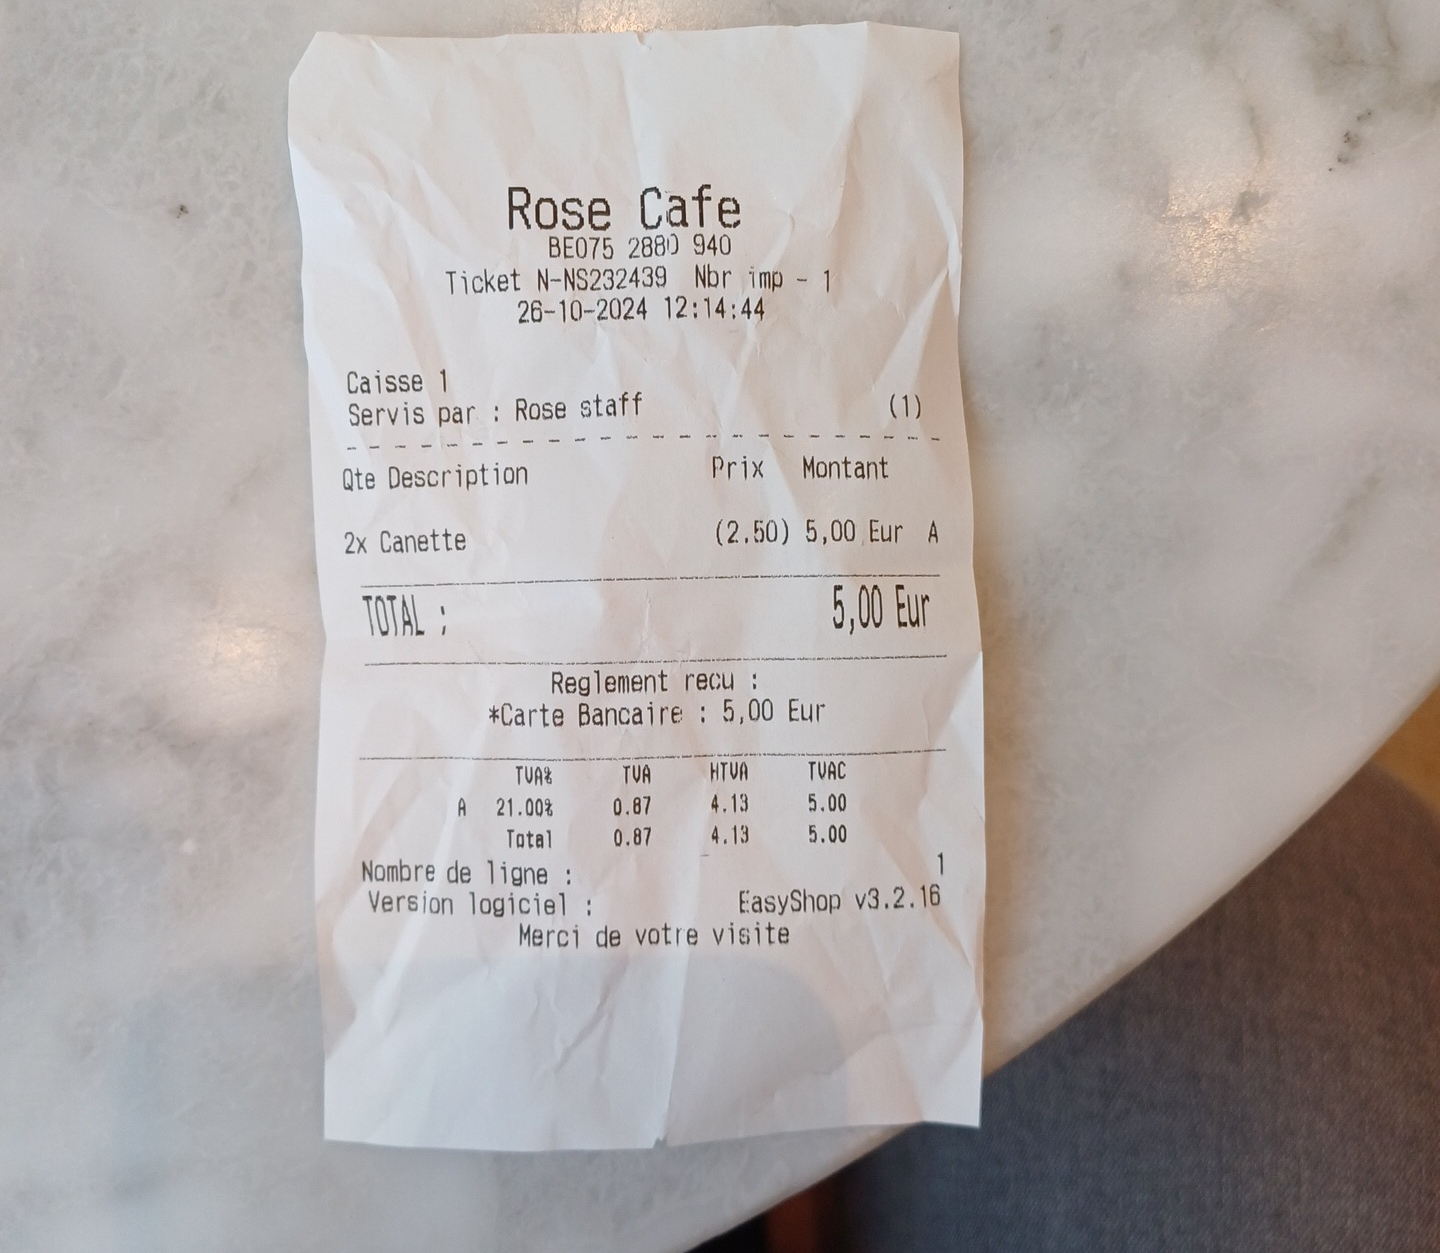 Rose Cafe
BE075 2880 940
Ticket N-NS232439 Nbr imp - 1
26-10-2024 12:14:44
Caisse 1
Servis par : Rose staff (1)
Qte Description Prix Montant
2x Canette (2.50) 5,00 Eur A
TOTAL : 5,00 Eur
Reglement recu :
*Carte Bancaire : 5,00 Eur
TVA% TVA HTVA TVAC
A 21.00% 0.87 4.13 5.00
Total 0.87 4.13 5.00
Nombre de ligne : 1
Version logiciel : EasyShop v3.2.16
Merci de votre visite